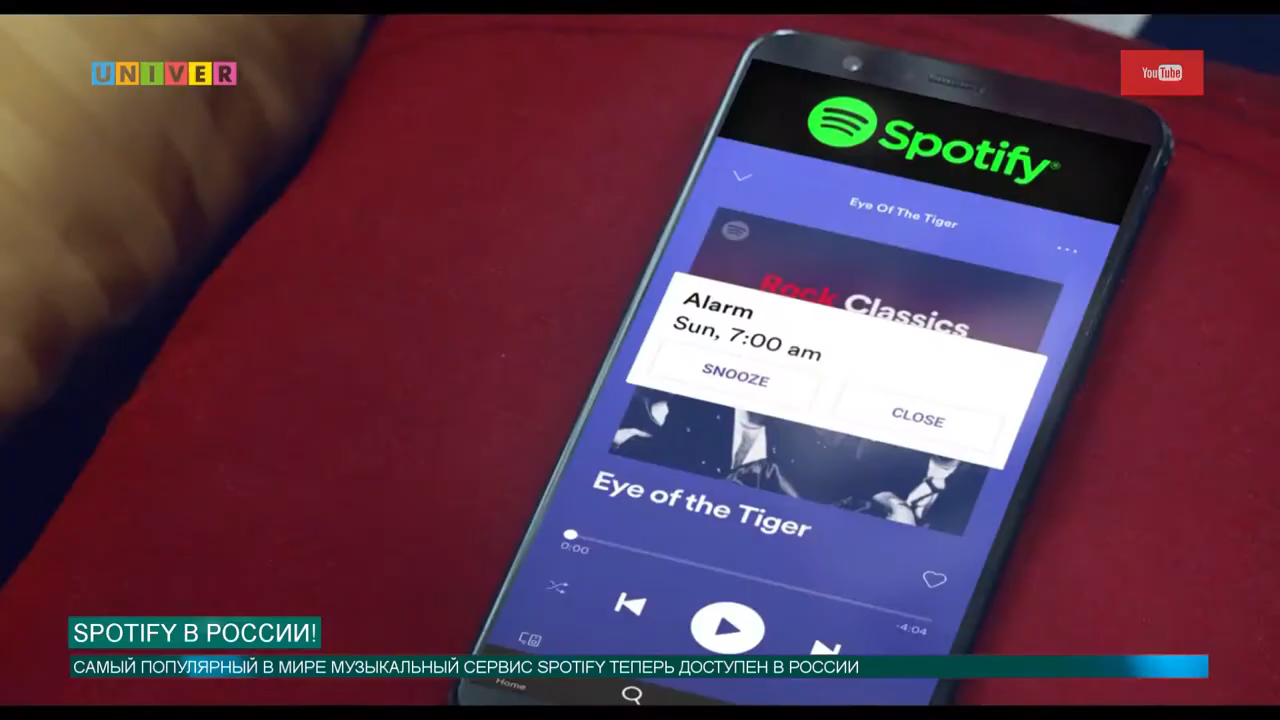 UNIVER
YouTube
Spotify
Eye Of The Tiger
Rock Classics
Alarm
Sun, 7:00 am
SNOOZE
CLOSE
Eye of the Tiger
0:00
-4:04
Home
SPOTIFY В РОССИИ!
САМЫЙ ПОПУЛЯРНЫЙ В МИРЕ МУЗЫКАЛЬНЫЙ СЕРВИС SPOTIFY ТЕПЕРЬ ДОСТУПЕН В РОССИИ